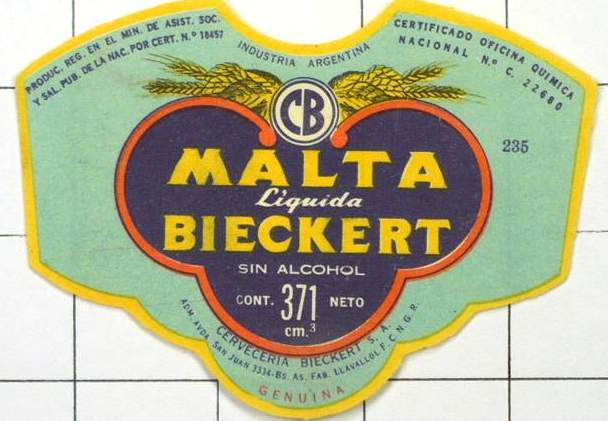 PRODUC. REG. EN EL MIN. DE ASIST. SOC.
Y SAL. PUB. DE LA NAC. POR CERT. N.º 18457
INDUSTRIA ARGENTINA
CERTIFICADO OFICINA QUIMICA
NACIONAL N.º C. 22680
CB
235
MALTA
Líquida
BIECKERT
SIN ALCOHOL
CONT. 371 NETO
cm.³
CERVECERIA BIECKERT S. A.
ADM. AVDA. SAN JUAN 3334-BS. AS. FAB. LLAVALLOL F.C.N.G.R.
GENUINA